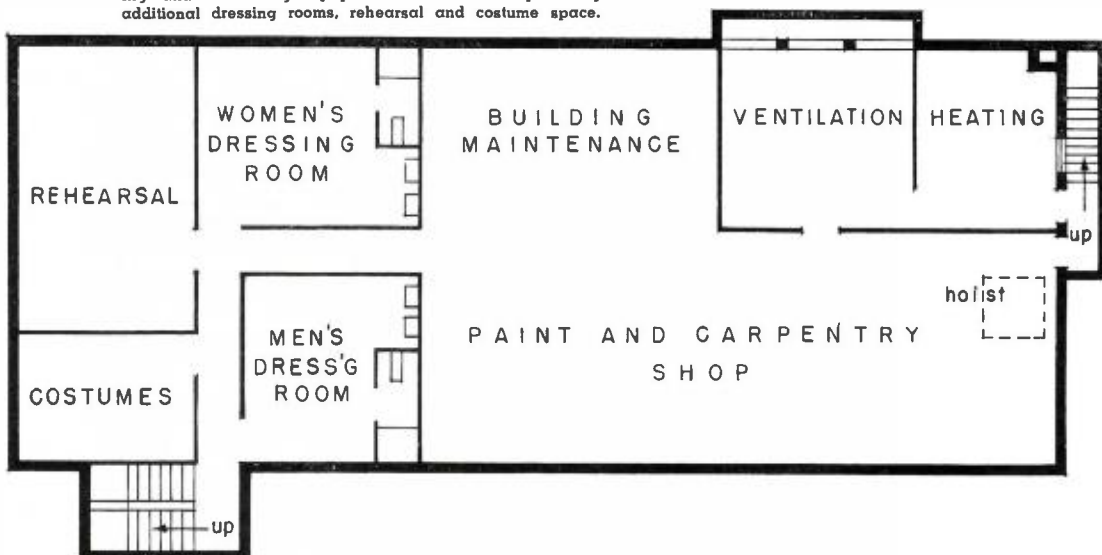 additional dressing rooms, rehearsal and costume space.
WOMEN'S
DRESSING
ROOM
BUILDING
MAINTENANCE
VENTILATION
HEATING
REHEARSAL
up
hoist
MEN'S
DRESS'G
ROOM
PAINT AND CARPENTRY
SHOP
COSTUMES
up